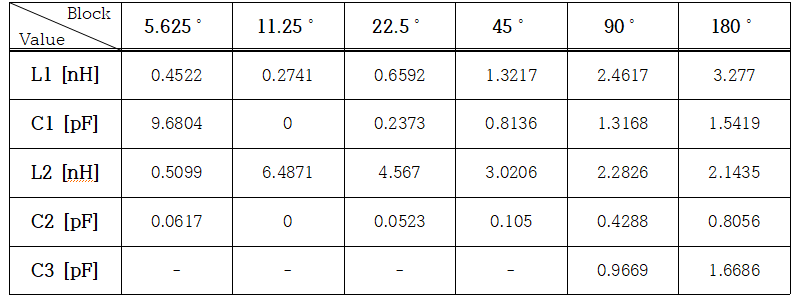 Block
Value
5.625˚ 11.25˚ 22.5˚ 45˚ 90˚ 180˚
L1 [nH] 0.4522 0.2741 0.6592 1.3217 2.4617 3.277
C1 [pF] 9.6804 0 0.2373 0.8136 1.3168 1.5419
L2 [nH] 0.5099 6.4871 4.567 3.0206 2.2826 2.1435
C2 [pF] 0.0617 0 0.0523 0.105 0.4288 0.8056
C3 [pF] - - - - 0.9669 1.6686